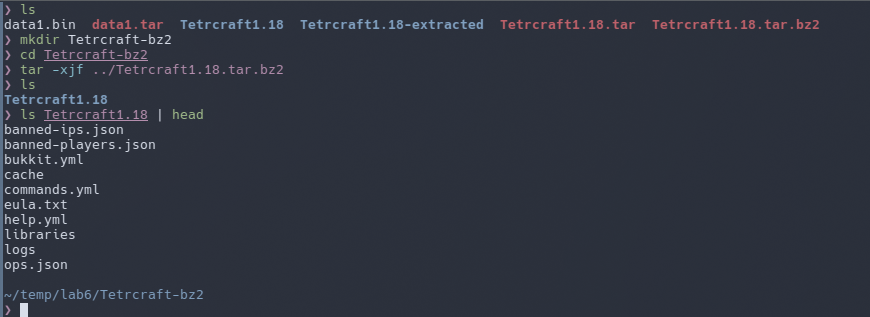 ❯ ls
data1.bin  data1.tar  Tetrcraft1.18  Tetrcraft1.18-extracted  Tetrcraft1.18.tar  Tetrcraft1.18.tar.bz2
❯ mkdir Tetrcraft-bz2
❯ cd Tetrcraft-bz2
❯ tar -xjf ../Tetrcraft1.18.tar.bz2
❯ ls
Tetrcraft1.18
❯ ls Tetrcraft1.18 | head
banned-ips.json
banned-players.json
bukkit.yml
cache
commands.yml
eula.txt
help.yml
libraries
logs
ops.json
~/temp/lab6/Tetrcraft-bz2
❯